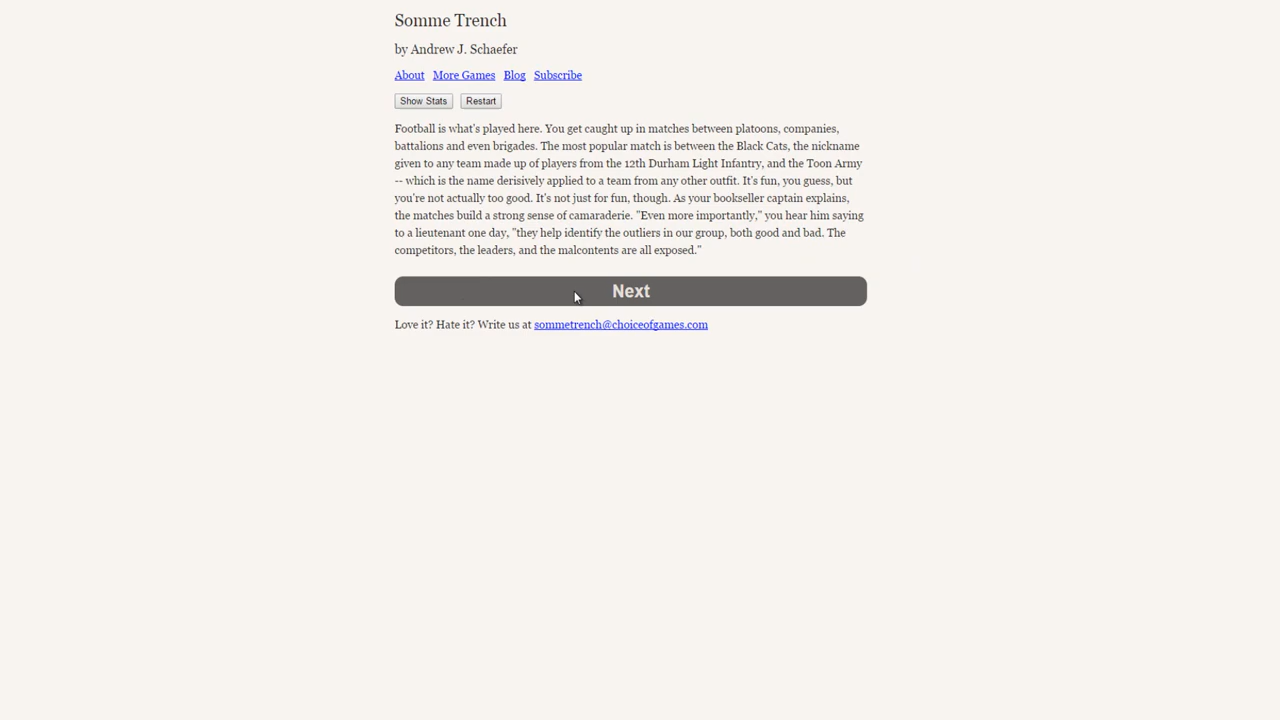 Somme Trench
by Andrew J. Schaefer
About More Games Blog Subscribe
Show Stats Restart
Football is what's played here. You get caught up in matches between platoons, companies,
battalions and even brigades. The most popular match is between the Black Cats, the nickname
given to any team made up of players from the 12th Durham Light Infantry, and the Toon Army
-- which is the name derisively applied to a team from any other outfit. It's fun, you guess, but
you're not actually too good. It's not just for fun, though. As your bookseller captain explains,
the matches build a strong sense of camaraderie. "Even more importantly," you hear him saying
to a lieutenant one day, "they help identify the outliers in our group, both good and bad. The
competitors, the leaders, and the malcontents are all exposed."
Next
Love it? Hate it? Write us at sommetrench@choiceofgames.com